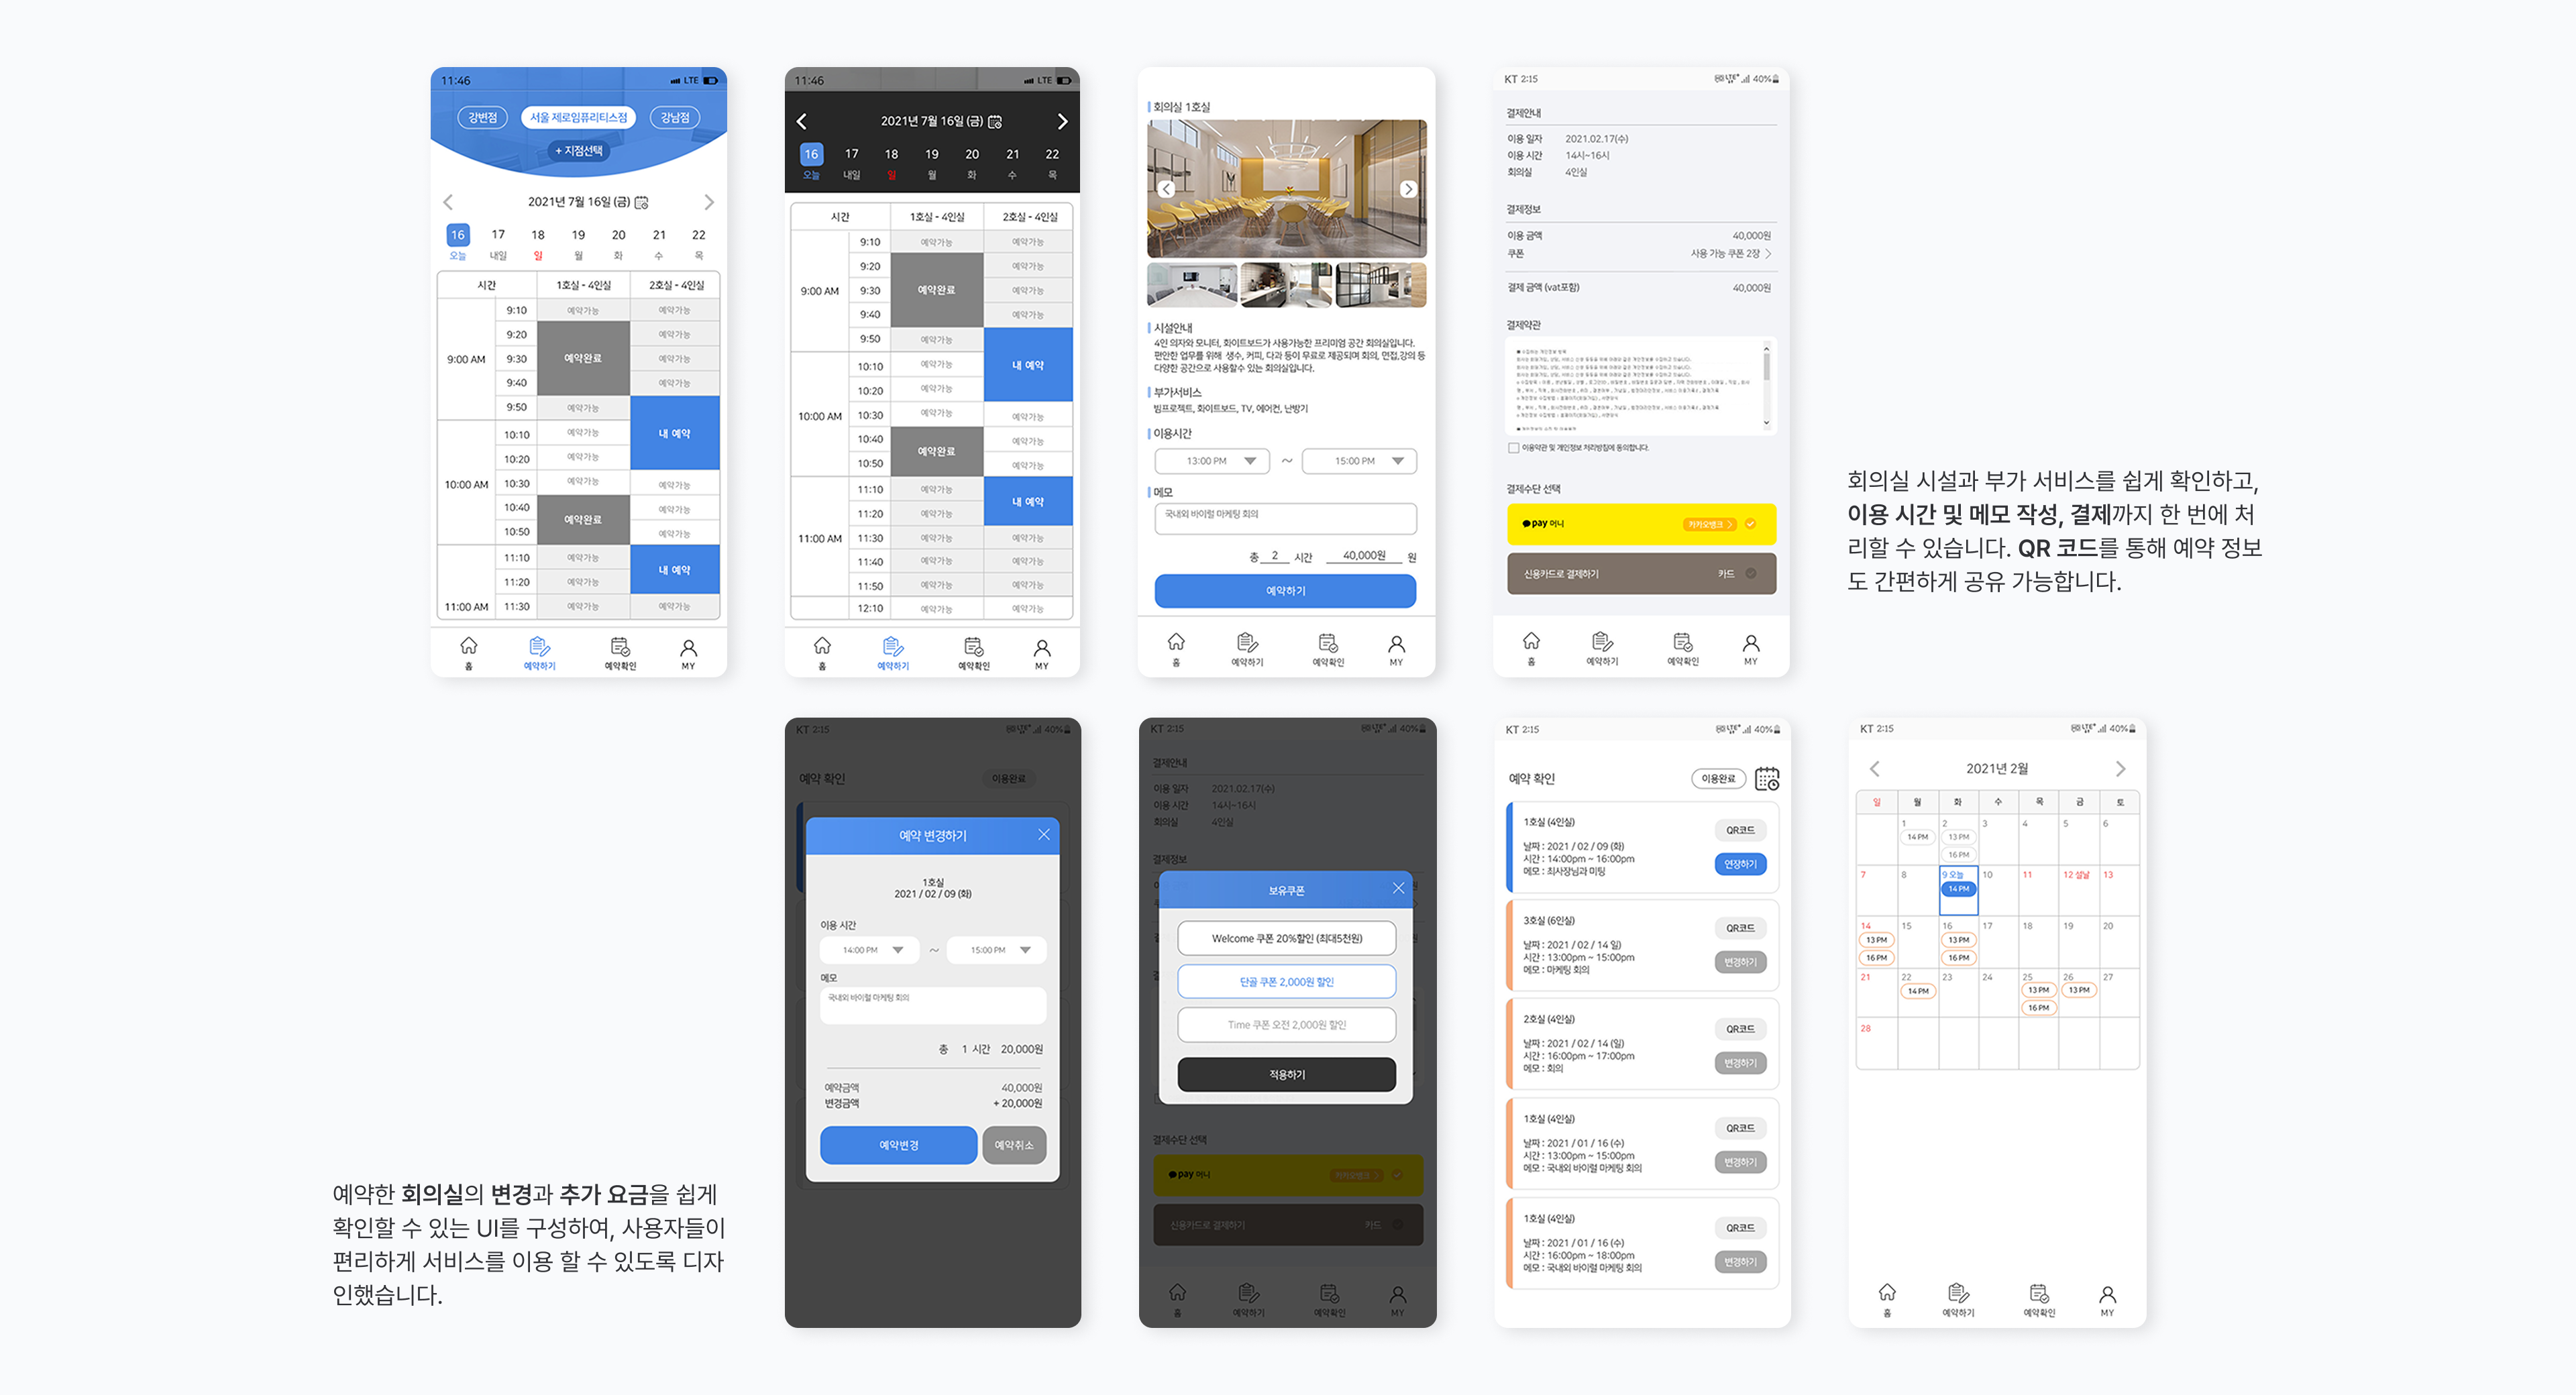 11:46 LTE
강변점 서울 제로임퓨리티스점 강남점
+ 지점선택
2021년 7월 16일 (금)
16 17 18 19 20 21 22
오늘 내일 일 월 화 수 목
시간 1호실 - 4인실 2호실 - 4인실
9:10 예약가능 예약가능
9:20 예약가능
9:00 AM 9:30 예약완료 예약가능
9:40 예약가능
9:50 예약가능
10:10 예약가능 내 예약
10:20 예약가능
10:00 AM 10:30 예약가능 예약가능
10:40 예약가능
예약완료
10:50 예약가능
11:10 예약가능
내 예약
11:20 예약가능
11:00 AM 11:30 예약가능 예약가능
홈 예약하기 예약확인 MY
11:46 LTE
2021년 7월 16일 (금)
16 17 18 19 20 21 22
오늘 내일 일 월 화 수 목
시간 1호실 - 4인실 2호실 - 4인실
9:10 예약가능 예약가능
9:20 예약가능
9:00 AM 9:30 예약완료 예약가능
9:40 예약가능
9:50 예약가능
10:10 예약가능 내 예약
10:20 예약가능
10:00 AM 10:30 예약가능 예약가능
10:40 예약가능
예약완료
10:50 예약가능
11:10 예약가능
내 예약
11:20 예약가능
11:00 AM 11:30 예약가능 예약가능
11:40 예약가능 예약가능
11:50 예약가능 예약가능
12:10 예약가능 예약가능
홈 예약하기 예약확인 MY
회의실 1호실
시설안내
4인 의자와 모니터, 화이트보드가 사용가능한 프리미엄 공간 회의실입니다.
편안한 업무를 위해 생수, 커피, 다과 등이 무료로 제공되며 회의, 면접,강의 등
다양한 공간으로 사용할수 있는 회의실입니다.
부가서비스
빔프로젝트, 화이트보드, TV, 에어컨, 난방기
이용시간
13:00 PM ~ 15:00 PM
메모
국내외 바이럴 마케팅 회의
총 2 시간 40,000원 원
예약하기
홈 예약하기 예약확인 MY
KT 2:15 LTE+ 40%
결제안내
이용 일자 2021.02.17(수)
이용 시간 14시~16시
회의실 4인실
결제정보
이용 금액 40,000원
쿠폰 사용 가능 쿠폰 2장 >
결제 금액 (vat포함) 40,000원
결제약관
이용약관 및 개인정보 처리방침에 동의합니다.
결제수단 선택
pay 머니 카카오뱅크 >
신용카드로 결제하기 카드
홈 예약하기 예약확인 MY
회의실 시설과 부가 서비스를 쉽게 확인하고,
이용 시간 및 메모 작성, 결제까지 한 번에 처
리할 수 있습니다. QR 코드를 통해 예약 정보
도 간편하게 공유 가능합니다.
예약한 회의실의 변경과 추가 요금을 쉽게
확인할 수 있는 UI를 구성하여, 사용자들이
편리하게 서비스를 이용 할 수 있도록 디자
인했습니다.
KT 2:15 LTE+ 40%
예약 확인 이용완료
예약 변경하기
1호실
2021 / 02 / 09 (화)
이용 시간
14:00 PM ~ 15:00 PM
메모
국내외 바이럴 마케팅 회의
총 1 시간 20,000원
예약금액 40,000원
변경금액 + 20,000원
예약변경 예약취소
KT 2:15 LTE+ 40%
결제안내
이용 일자 2021.02.17(수)
이용 시간 14시~16시
회의실 4인실
결제정보
보유쿠폰
Welcome 쿠폰 20%할인 (최대5천원)
단골 쿠폰 2,000원 할인
Time 쿠폰 오전 2,000원 할인
적용하기
결제수단 선택
pay 머니 카카오뱅크 >
신용카드로 결제하기 카드
홈 예약하기 예약확인 MY
KT 2:15 LTE+ 40%
예약 확인 이용완료
1호실 (4인실)
QR코드
날짜 : 2021 / 02 / 09 (화)
시간 : 14:00pm ~ 16:00pm
연장하기
메모 : 최사장님과 미팅
3호실 (6인실)
QR코드
날짜 : 2021 / 02 / 14 일)
시간 : 13:00pm ~ 15:00pm
변경하기
메모 : 마케팅 회의
2호실 (4인실)
QR코드
날짜 : 2021 / 02 / 14 (일)
시간 : 16:00pm ~ 17:00pm
변경하기
메모 : 회의
1호실 (4인실)
QR코드
날짜 : 2021 / 01 / 16 (수)
시간 : 13:00pm ~ 15:00pm
변경하기
메모 : 국내외 바이럴 마케팅 회의
1호실 (4인실)
QR코드
날짜 : 2021 / 01 / 16 (수)
시간 : 16:00pm ~ 18:00pm
변경하기
메모 : 국내외 바이럴 마케팅 회의
KT 2:15 LTE+ 40%
2021년 2월
일 월 화 수 목 금 토
1 2 3 4 5 6
14 PM 13 PM
16 PM
7 8 9 오늘 10 11 12 설날 13
14 PM
14 15 16 17 18 19 20
13 PM 13 PM
16 PM 16 PM
21 22 23 24 25 26 27
14 PM 13 PM 13 PM
16 PM
28
홈 예약하기 예약확인 MY